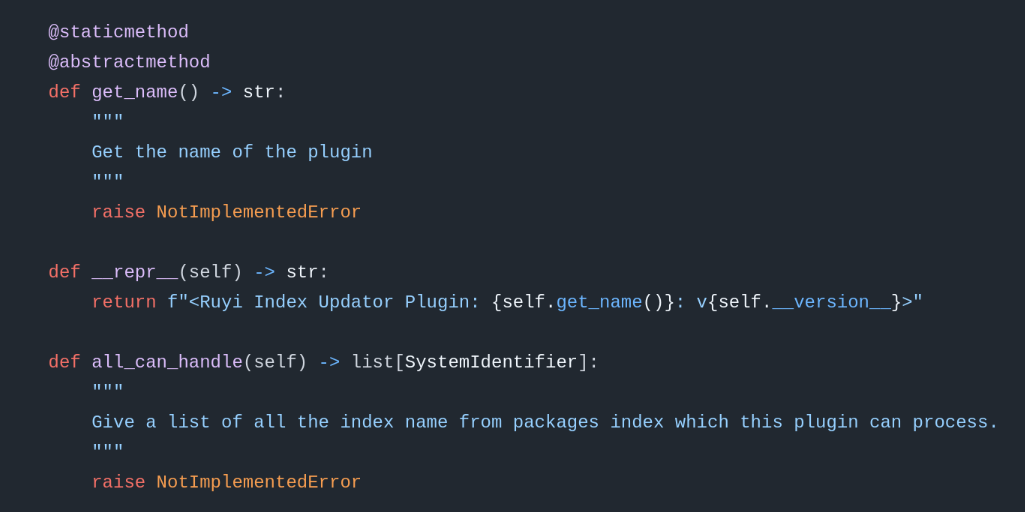 @staticmethod
@abstractmethod
def get_name() -> str:
"""
Get the name of the plugin
"""
raise NotImplementedError
def __repr__(self) -> str:
return f"<Ruyi Index Updator Plugin: {self.get_name()}: v{self.__version__}>"
def all_can_handle(self) -> list[SystemIdentifier]:
"""
Give a list of all the index name from packages index which this plugin can process.
"""
raise NotImplementedError